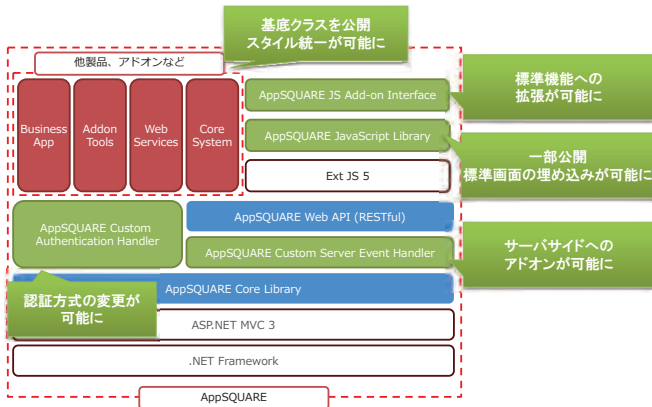 基底クラスを公開
スタイル統一が可能に
他製品、アドオンなど
標準機能への
拡張が可能に
Business
App
Addon
Tools
Web
Services
Core
System
AppSQUARE JS Add-on Interface
AppSQUARE JavaScript Library
一部公開
標準画面の埋め込みが可能に
Ext JS 5
AppSQUARE Custom
Authentication Handler
AppSQUARE Web API (RESTful)
AppSQUARE Custom Server Event Handler
サーバサイドへの
アドオンが可能に
AppSQUARE Core Library
認証方式の変更が
可能に
ASP.NET MVC 3
.NET Framework
AppSQUARE